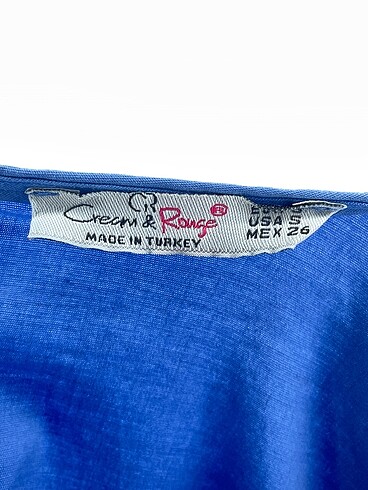 CR
Cream & Rouge ®
MADE IN TURKEY
USA S
MEX 26